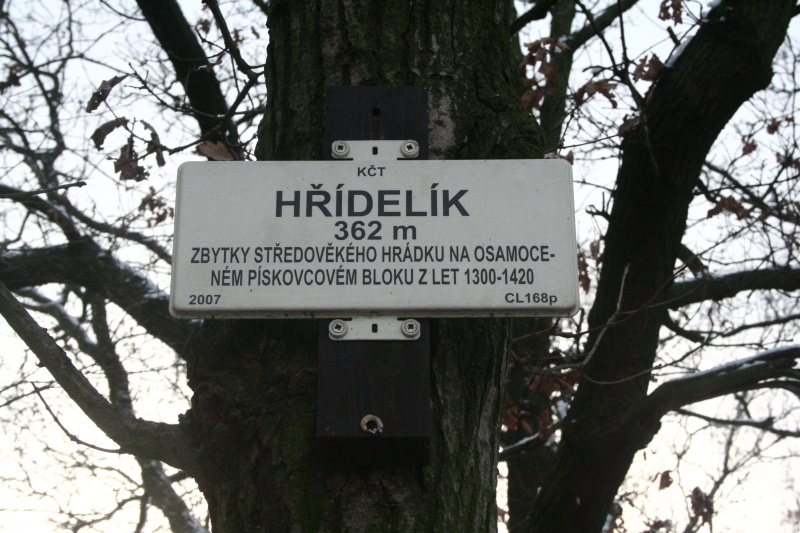 KČT
HŘÍDELÍK
362 m
ZBYTKY STŘEDOVĚKÉHO HRÁDKU NA OSAMOCE-
NÉM PÍSKOVCOVÉM BLOKU Z LET 1300-1420
2007 CL168p